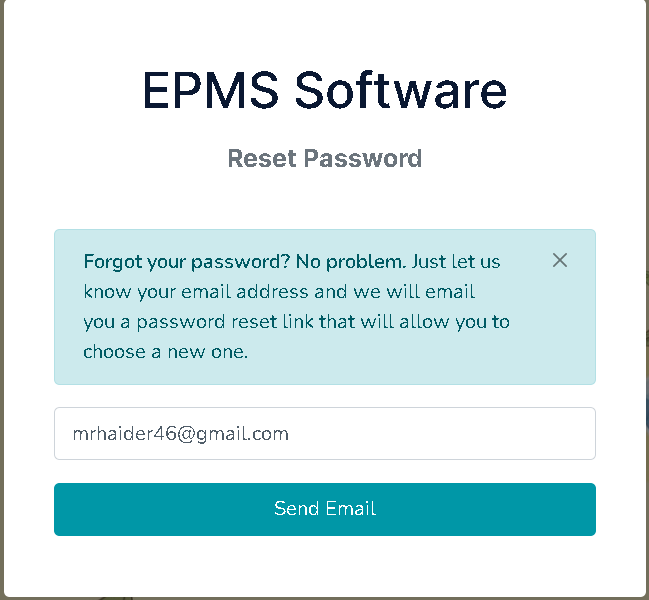 EPMS Software
Reset Password
Forgot your password? No problem. Just let us
know your email address and we will email
you a password reset link that will allow you to
choose a new one.
mrhaider46@gmail.com
Send Email